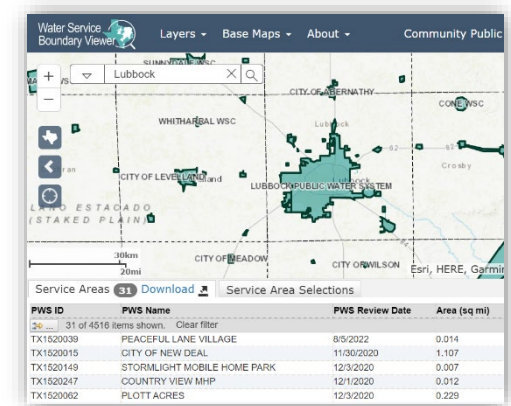 Water Service
Boundary Viewer
Layers
Base Maps
About
Community Public
Lubbock
CITY OF ABERNATHY
CONE WSC
WHITHARRAL WSC
Lubb
62
82
Crosby
CITY OF LEVELLAND
land
LUBBOCK PUBLIC WATER SYSTEM
LLANO ESTACADO
(STAKED PLAIN)
30km
20mi
CITY OF MEADOW
CITY OF WILSON
Esri, HERE, Garmin
Service Areas 31 Download
Service Area Selections
PWS ID PWS Name PWS Review Date Area (sq mi)
... 31 of 4516 items shown. Clear filter
TX1520039 PEACEFUL LANE VILLAGE 8/5/2022 0.014
TX1520015 CITY OF NEW DEAL 11/30/2020 1.107
TX1520149 STORMLIGHT MOBILE HOME PARK 12/3/2020 0.007
TX1520247 COUNTRY VIEW MHP 12/1/2020 0.012
TX1520062 PLOTT ACRES 12/3/2020 0.229